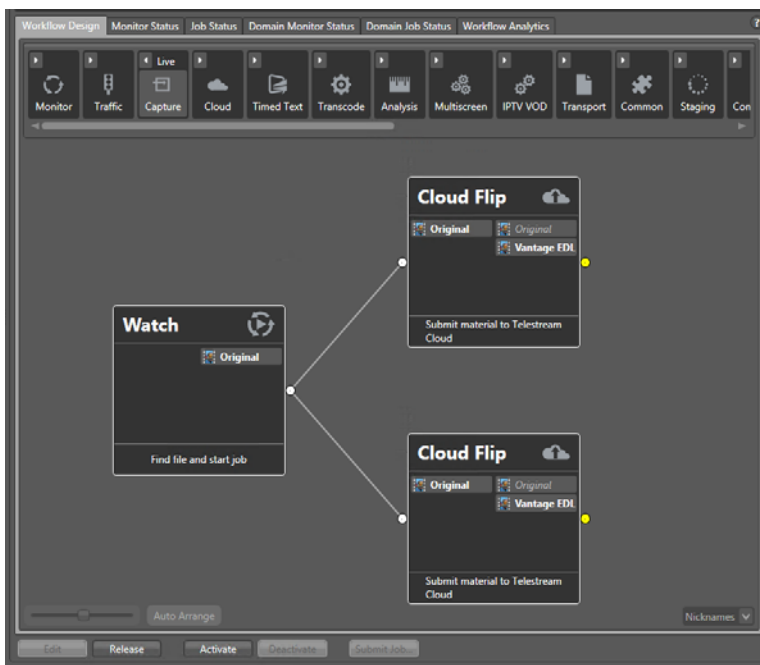 Workflow Design Monitor Status Job Status Domain Monitor Status Domain Job Status Workflow Analytics ?
Live
Monitor Traffic Capture Cloud Timed Text Transcode Analysis Multiscreen IPTV VOD Transport Common Staging Con
Cloud Flip
Original Original
Vantage EDL
Submit material to Telestream
Cloud
Watch
Original
Find file and start job
Cloud Flip
Original Original
Vantage EDL
Submit material to Telestream
Cloud
Auto Arrange Nicknames
Edit Release Activate Deactivate Submit Job...